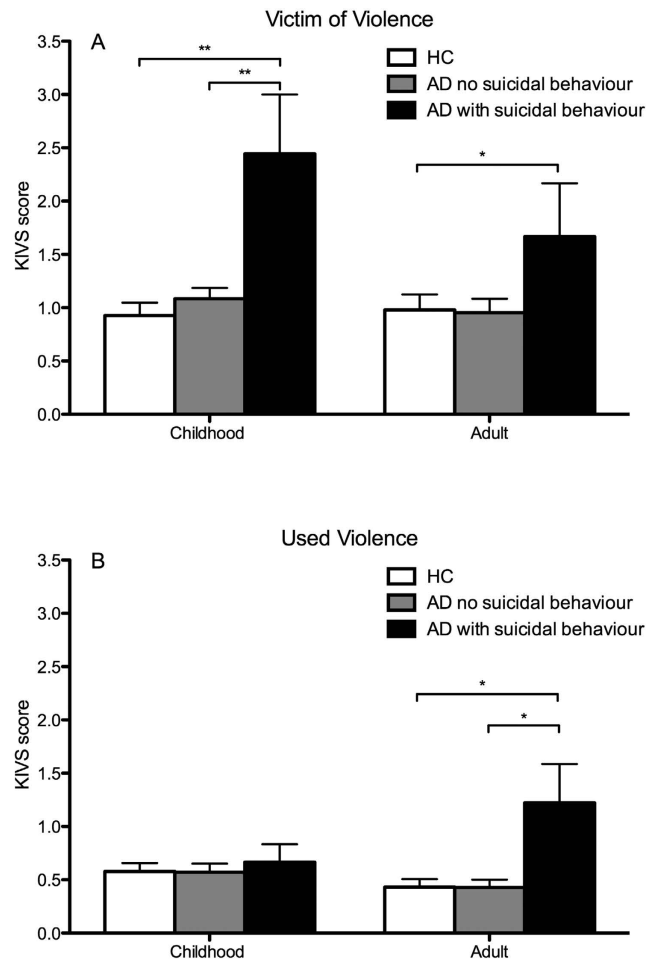 Victim of Violence
A
HC
AD no suicidal behaviour
AD with suicidal behaviour
3.5
3.0
2.5
2.0
1.5
1.0
0.5
0.0
KIVS score
**
**
*
Childhood
Adult
Used Violence
B
HC
AD no suicidal behaviour
AD with suicidal behaviour
3.5
3.0
2.5
2.0
1.5
1.0
0.5
0.0
KIVS score
*
*
Childhood
Adult